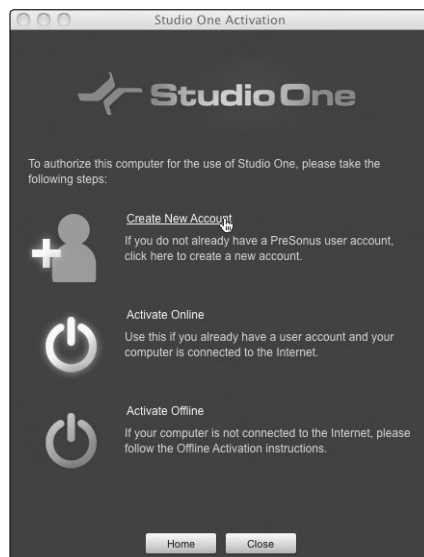 Studio One Activation
Studio One
To authorize this computer for the use of Studio One, please take the
following steps:
Create New Account
If you do not already have a PreSonus user account,
click here to create a new account.
Activate Online
Use this if you already have a user account and your
computer is connected to the Internet.
Activate Offline
If your computer is not connected to the Internet, please
follow the Offline Activation instructions.
Home Close